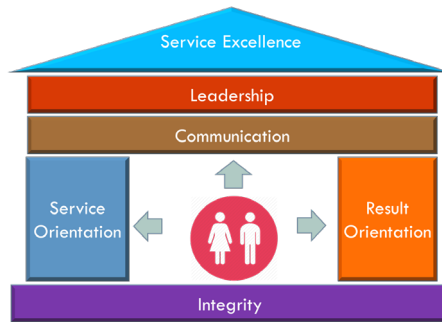 Service Excellence
Leadership
Communication
Service
Orientation
Result
Orientation
Integrity